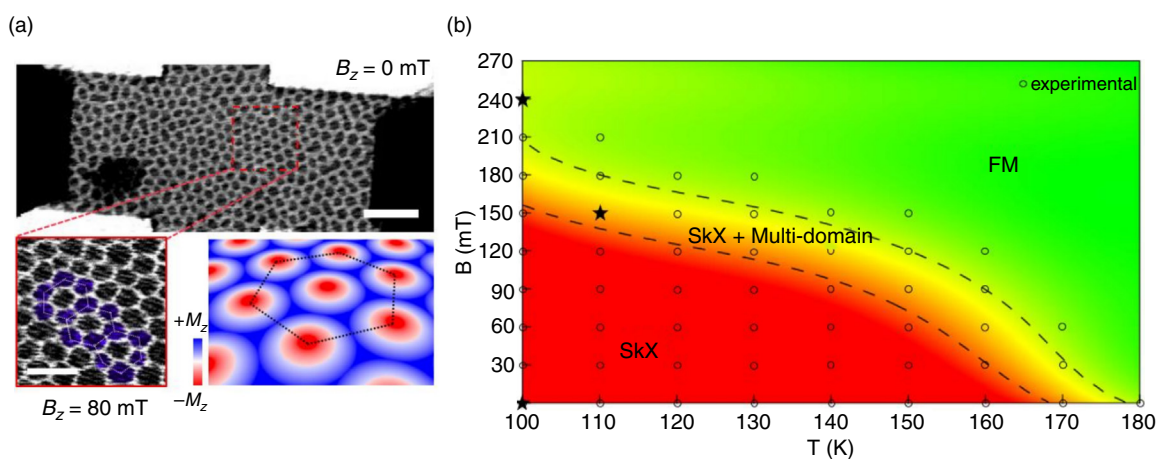 (a)
B_z = 0 mT
+M_z
−M_z
B_z = 80 mT
(b)
270
240
210
180
150
120
90
60
30
0
B (mT)
experimental
FM
SkX + Multi-domain
SkX
100 110 120 130 140 150 160 170 180
T (K)